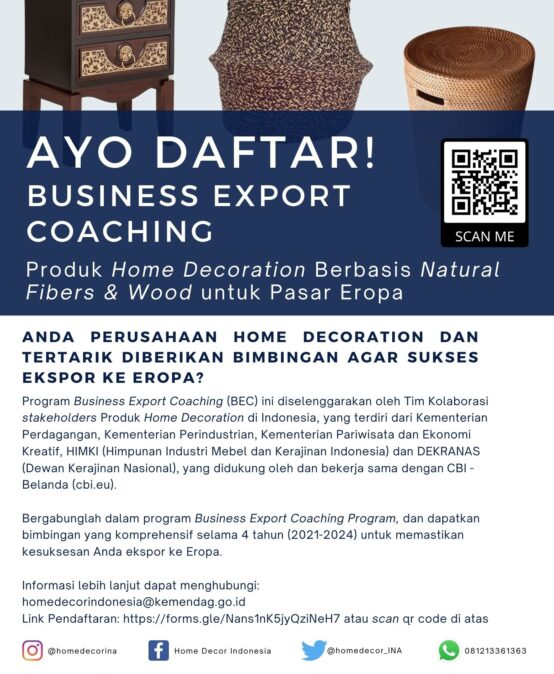 AYO DAFTAR!
BUSINESS EXPORT
COACHING
SCAN ME
Produk Home Decoration Berbasis Natural
Fibers & Wood untuk Pasar Eropa
ANDA PERUSAHAAN HOME DECORATION DAN
TERTARIK DIBERIKAN BIMBINGAN AGAR SUKSES
EKSPOR KE EROPA?
Program Business Export Coaching (BEC) ini diselenggarakan oleh Tim Kolaborasi
stakeholders Produk Home Decoration di Indonesia, yang terdiri dari Kementerian
Perdagangan, Kementerian Perindustrian, Kementerian Pariwisata dan Ekonomi
Kreatif, HIMKI (Himpunan Industri Mebel dan Kerajinan Indonesia) dan DEKRANAS
(Dewan Kerajinan Nasional), yang didukung oleh dan bekerja sama dengan CBI -
Belanda (cbi.eu).
Bergabunglah dalam program Business Export Coaching Program, dan dapatkan
bimbingan yang komprehensif selama 4 tahun (2021-2024) untuk memastikan
kesuksesan Anda ekspor ke Eropa.
Informasi lebih lanjut dapat menghubungi:
homedecorindonesia@kemendag.go.id
Link Pendaftaran: https://forms.gle/Nans1nK5jyQziNeH7 atau scan qr code di atas
@homedecorina
Home Decor Indonesia
@homedecor_INA
081213361363